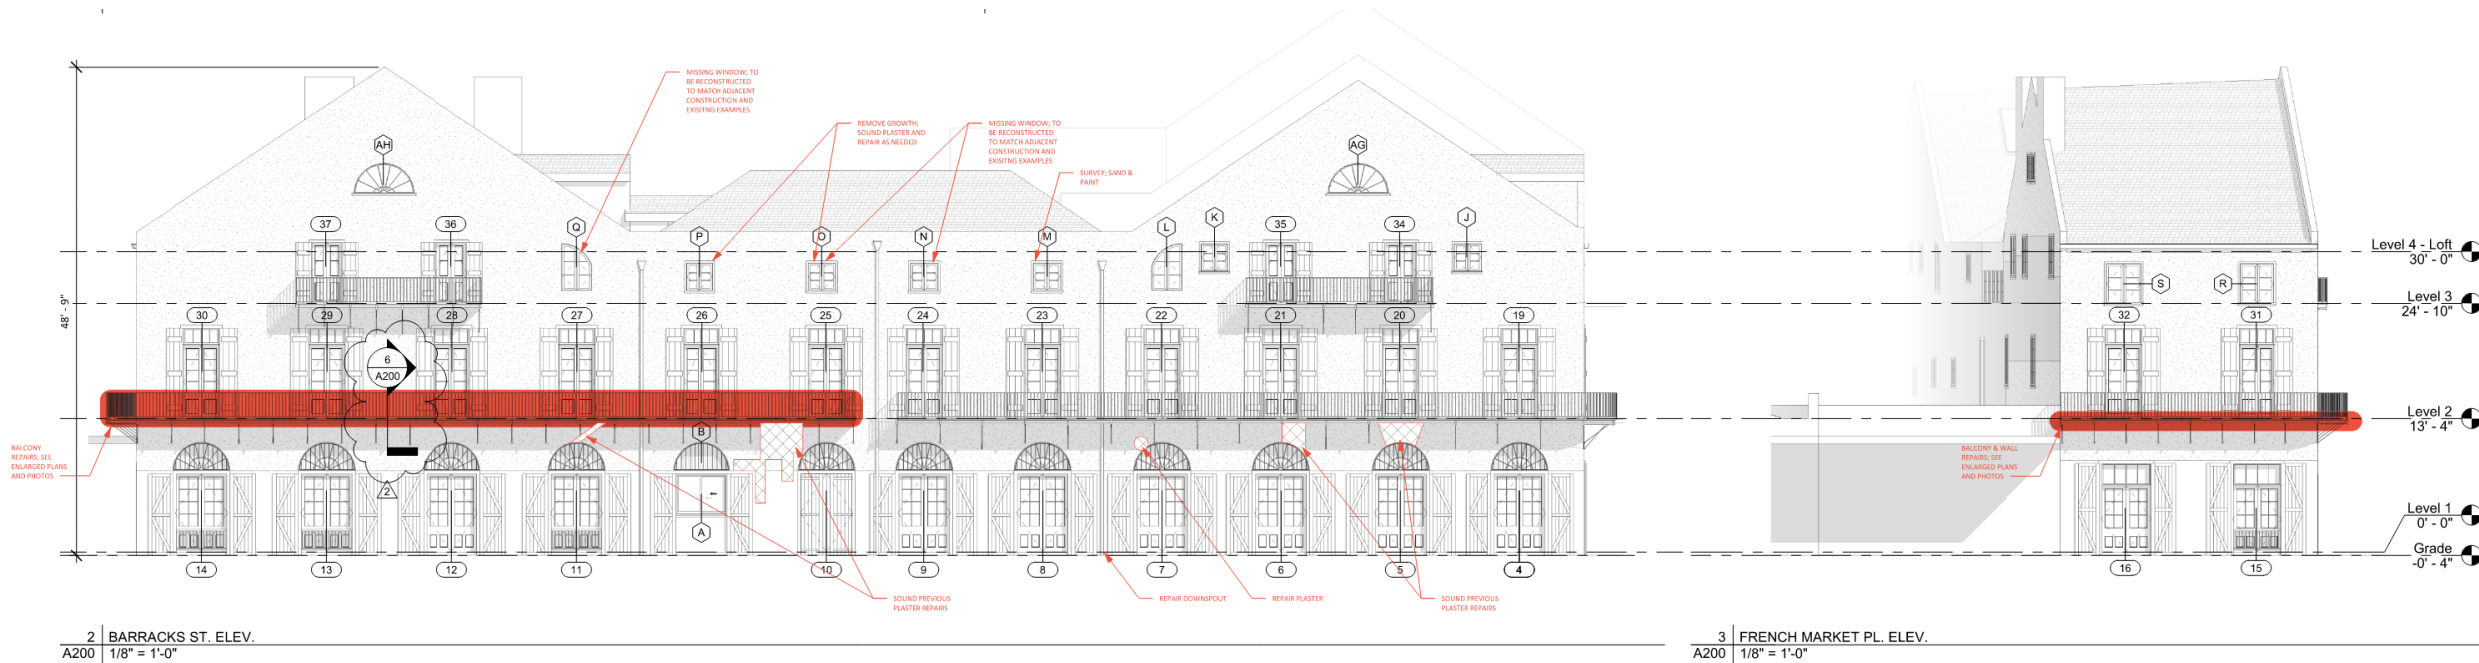 MISSING WINDOW; TO
BE RECONSTRUCTED
TO MATCH ADJACENT
CONSTRUCTION AND
EXISITNG EXAMPLES
REMOVE GROWTH;
SOUND PLASTER AND
REPAIR AS NEEDED
MISSING WINDOW; TO
BE RECONSTRUCTED
TO MATCH ADJACENT
CONSTRUCTION AND
EXISITNG EXAMPLES
SURVEY; SAND &
PAINT
AH
AG
37
36
Q
P
O
N
M
L
K
35
34
J
48' - 9"
30
29
28
27
26
25
24
23
22
21
20
19
6
A200
B
A
2
BALCONY
REPAIRS; SEE
ENLARGED PLANS
AND PHOTOS
14
13
12
11
10
9
8
7
6
5
4
SOUND PREVIOUS
PLASTER REPAIRS
REPAIR DOWNSPOUT
REPAIR PLASTER
SOUND PREVIOUS
PLASTER REPAIRS
2 BARRACKS ST. ELEV.
A200 1/8" = 1'-0"
Level 4 - Loft
30' - 0"
S
R
Level 3
24' - 10"
32
31
Level 2
13' - 4"
BALCONY & WALL
REPAIRS; SEE
ENLARGED PLANS
AND PHOTOS
Level 1
0' - 0"
Grade
-0' - 4"
16
15
3 FRENCH MARKET PL. ELEV.
A200 1/8" = 1'-0"